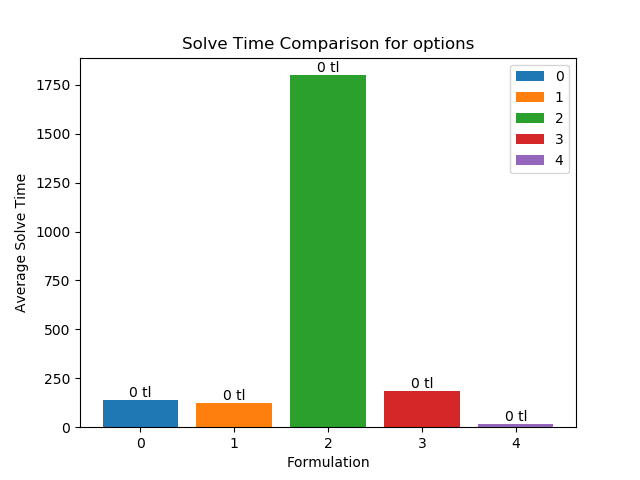 Solve Time Comparison for options
Average Solve Time
1750
1500
1250
1000
750
500
250
0
0 tl
0 tl
0 tl
0 tl
0 tl
0
1
2
3
4
0
1
2
3
4
Formulation